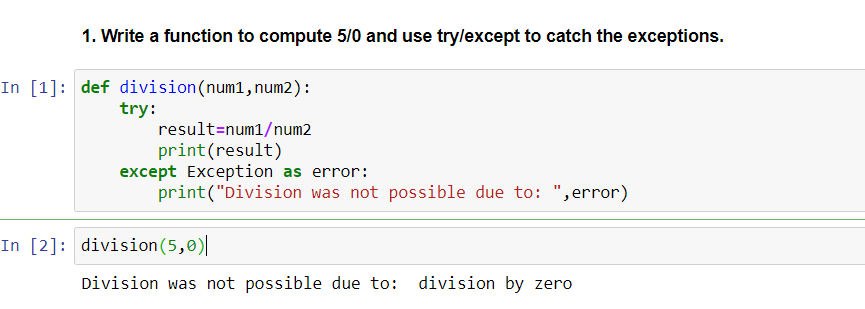 1. Write a function to compute 5/0 and use try/except to catch the exceptions.
In [1]: def division(num1,num2):
    try:
        result=num1/num2
        print(result)
    except Exception as error:
        print("Division was not possible due to: ",error)
In [2]: division(5,0)
Division was not possible due to:  division by zero